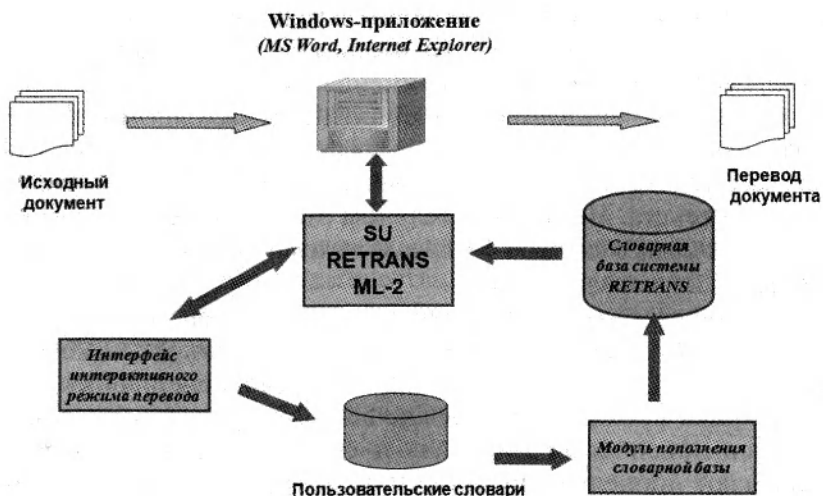 Windows-приложение
(MS Word, Internet Explorer)
Исходный
документ
Перевод
документа
SU
RETRANS
ML-2
Словарная
база системы
RETRANS
Интерфейс
интерактивного
режима перевода
Пользовательские словари
Модуль пополнения
словарной базы